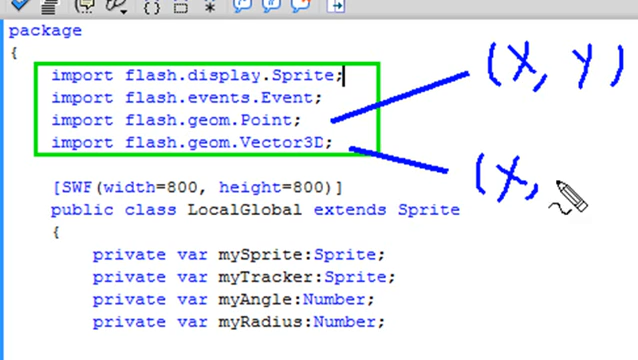 package
{
import flash.display.Sprite;
import flash.events.Event;
import flash.geom.Point;
import flash.geom.Vector3D;
(X, Y)
(X,
[SWF(width=800, height=800)]
public class LocalGlobal extends Sprite
{
private var mySprite:Sprite;
private var myTracker:Sprite;
private var myAngle:Number;
private var myRadius:Number;